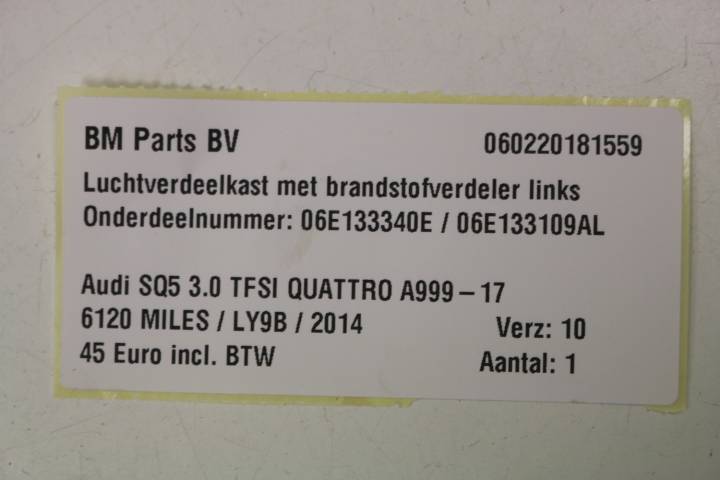 BM Parts BV 060220181559
Luchtverdeelkast met brandstofverdeler links
Onderdeelnummer: 06E133340E / 06E133109AL
Audi SQ5 3.0 TFSI QUATTRO A999-17
6120 MILES / LY9B / 2014 Verz: 10
45 Euro incl. BTW Aantal: 1